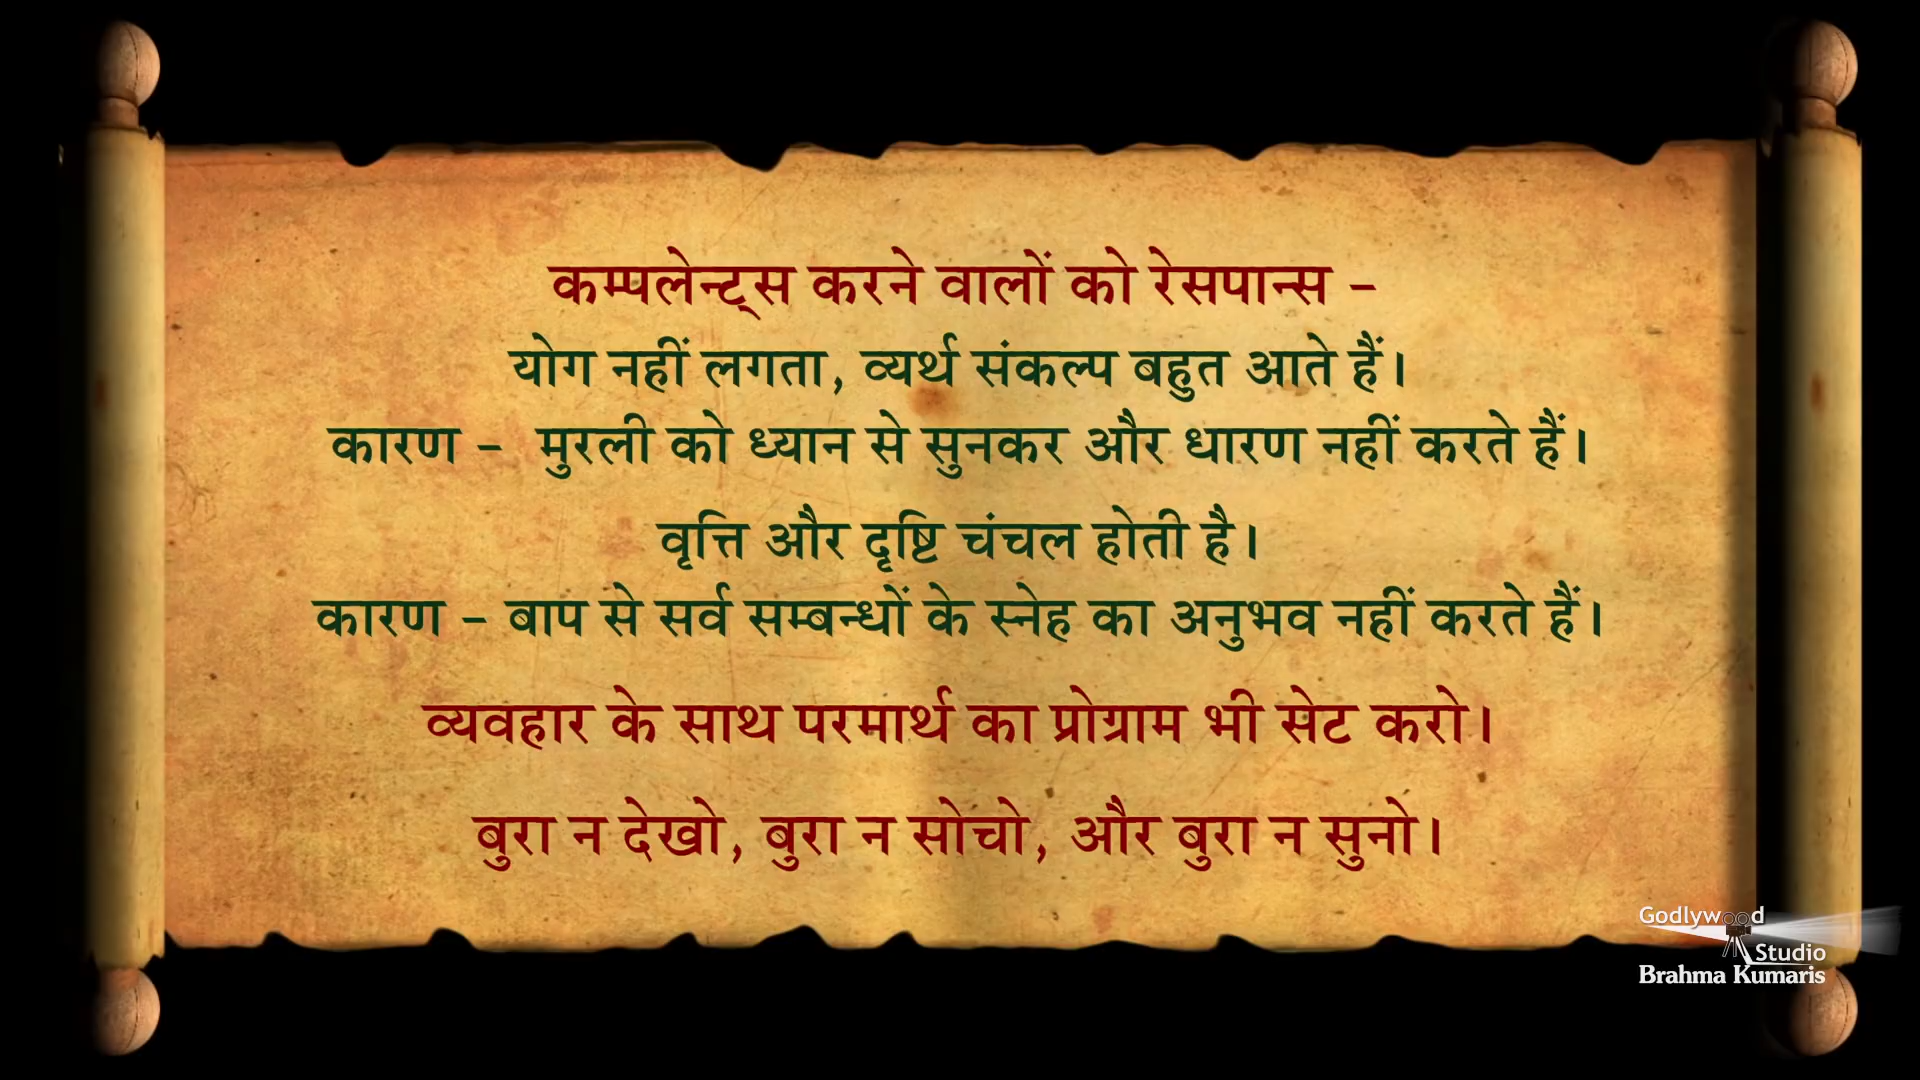 कम्पलेन्ट्स करने वालों को रेसपान्स -
योग नहीं लगता, व्यर्थ संकल्प बहुत आते हैं।
कारण - मुरली को ध्यान से सुनकर और धारण नहीं करते हैं।
वृत्ति और दृष्टि चंचल होती है।
कारण - बाप से सर्व सम्बन्धों के स्नेह का अनुभव नहीं करते हैं।
व्यवहार के साथ परमार्थ का प्रोग्राम भी सेट करो।
बुरा न देखो, बुरा न सोचो, और बुरा न सुनो।
Godlywood
Studio
Brahma Kumaris